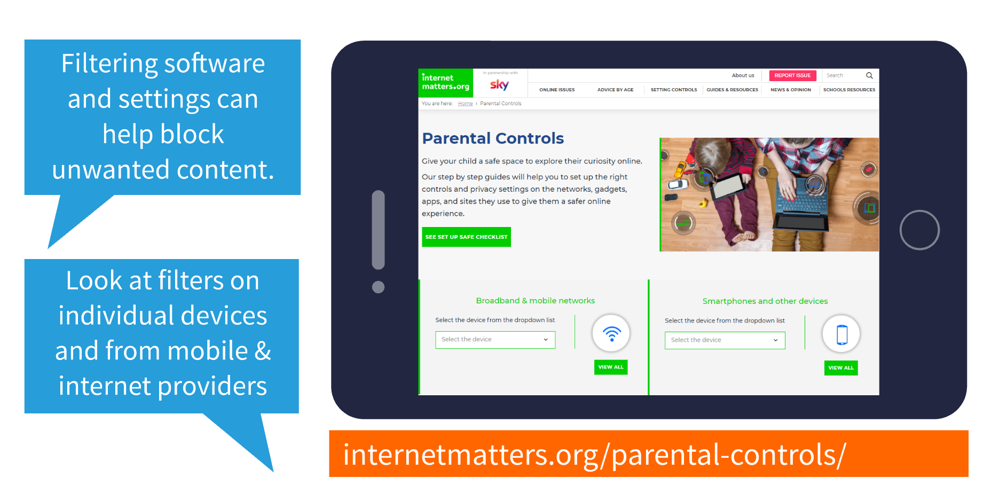 Filtering software
and settings can
help block
unwanted content.
Look at filters on
individual devices
and from mobile &
internet providers
internet
matters.org
In partnership with
sky
About us
REPORT ISSUE
Search
ONLINE ISSUES
ADVICE BY AGE
SETTING CONTROLS
GUIDES & RESOURCES
NEWS & OPINION
SCHOOLS RESOURCES
You are here: Home › Parental Controls
Parental Controls
Give your child a safe space to explore their curiosity online.
Our step by step guides will help you to set up the right
controls and privacy settings on the networks, gadgets,
apps, and sites they use to give them a safer online
experience.
SEE SET UP SAFE CHECKLIST
Broadband & mobile networks
Select the device from the dropdown list
Select the device
VIEW ALL
Smartphones and other devices
Select the device from the dropdown list
Select the device
VIEW ALL
internetmatters.org/parental-controls/